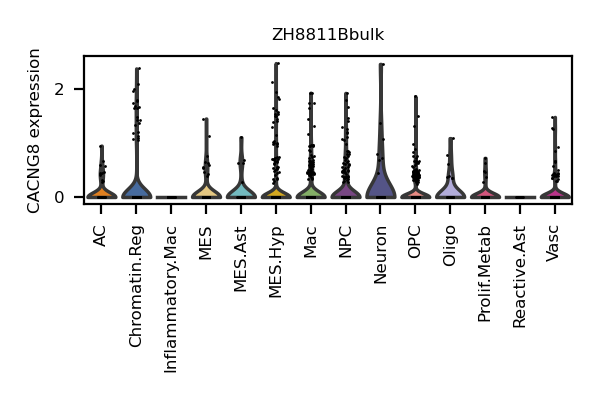 ZH8811Bbulk
CACNG8 expression
2
0
AC
Chromatin.Reg
Inflammatory.Mac
MES
MES.Ast
MES.Hyp
Mac
NPC
Neuron
OPC
Oligo
Prolif.Metab
Reactive.Ast
Vasc